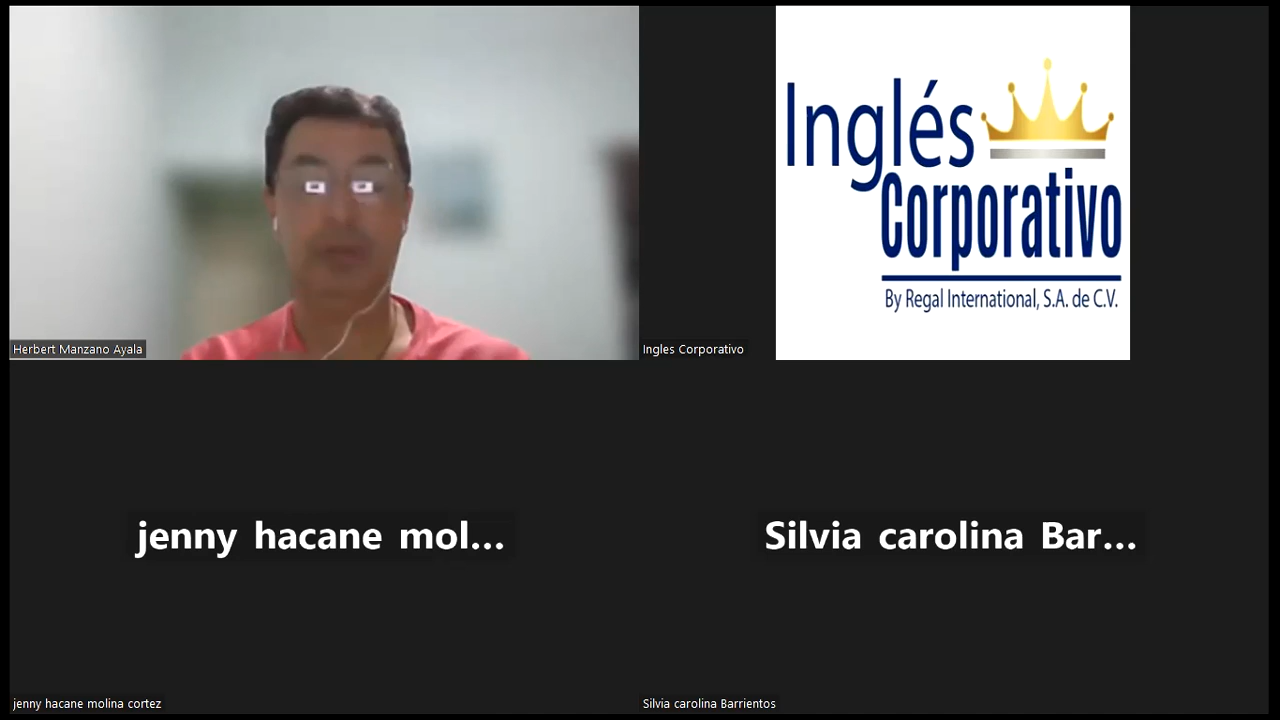 Inglés
Corporativo
By Regal International, S.A. de C.V.
Herbert Manzano Ayala
Ingles Corporativo
jenny hacane mol...
Silvia carolina Bar...
jenny hacane molina cortez
Silvia carolina Barrientos